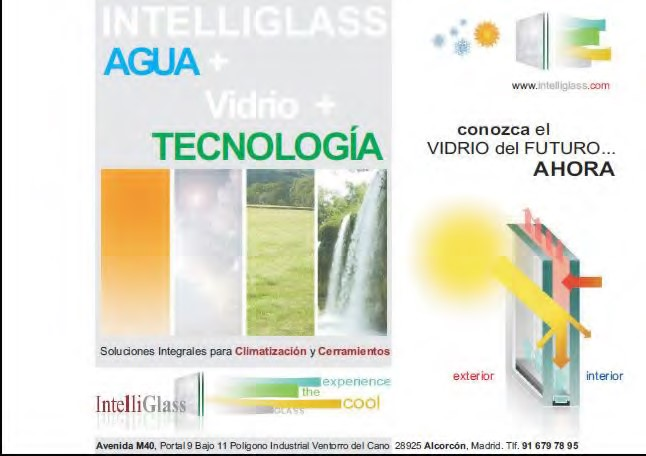 INTELLIGLASS
AGUA +
Vidrio +
TECNOLOGÍA
Soluciones Integrales para Climatización y Cerramientos
IntelliGlass
experience
the
cool
GLASS
www.intelliglass.com
conozca el
VIDRIO del FUTURO...
AHORA
exterior
interior
Avenida M40, Portal 9 Bajo 11 Poligono Industrial Ventorro del Cano 28925 Alcorcón, Madrid. Tlf. 91 679 78 95